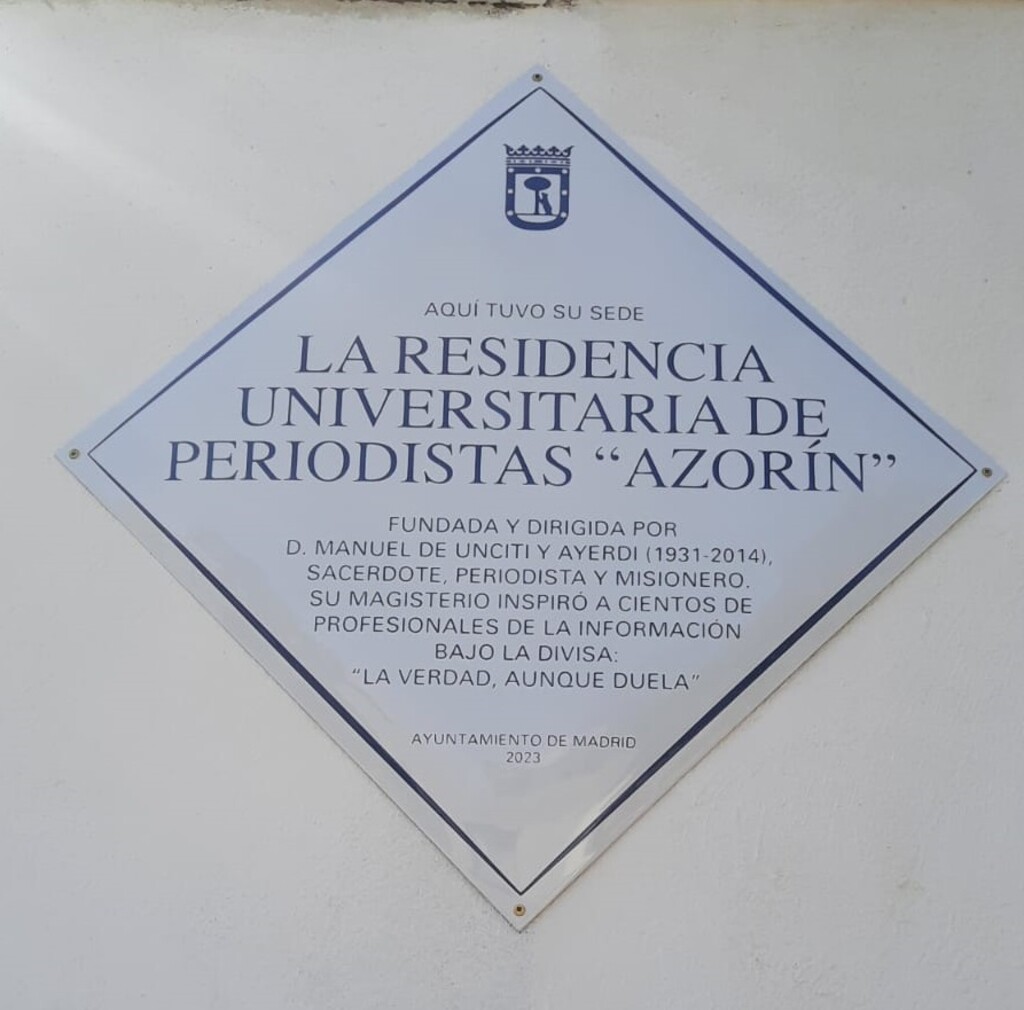 AQUÍ TUVO SU SEDE
LA RESIDENCIA
UNIVERSITARIA DE
PERIODISTAS “AZORÍN”
FUNDADA Y DIRIGIDA POR
D. MANUEL DE UNCITI Y AYERDI (1931-2014),
SACERDOTE, PERIODISTA Y MISIONERO.
SU MAGISTERIO INSPIRÓ A CIENTOS DE
PROFESIONALES DE LA INFORMACIÓN
BAJO LA DIVISA:
“LA VERDAD, AUNQUE DUELA”
AYUNTAMIENTO DE MADRID
2023